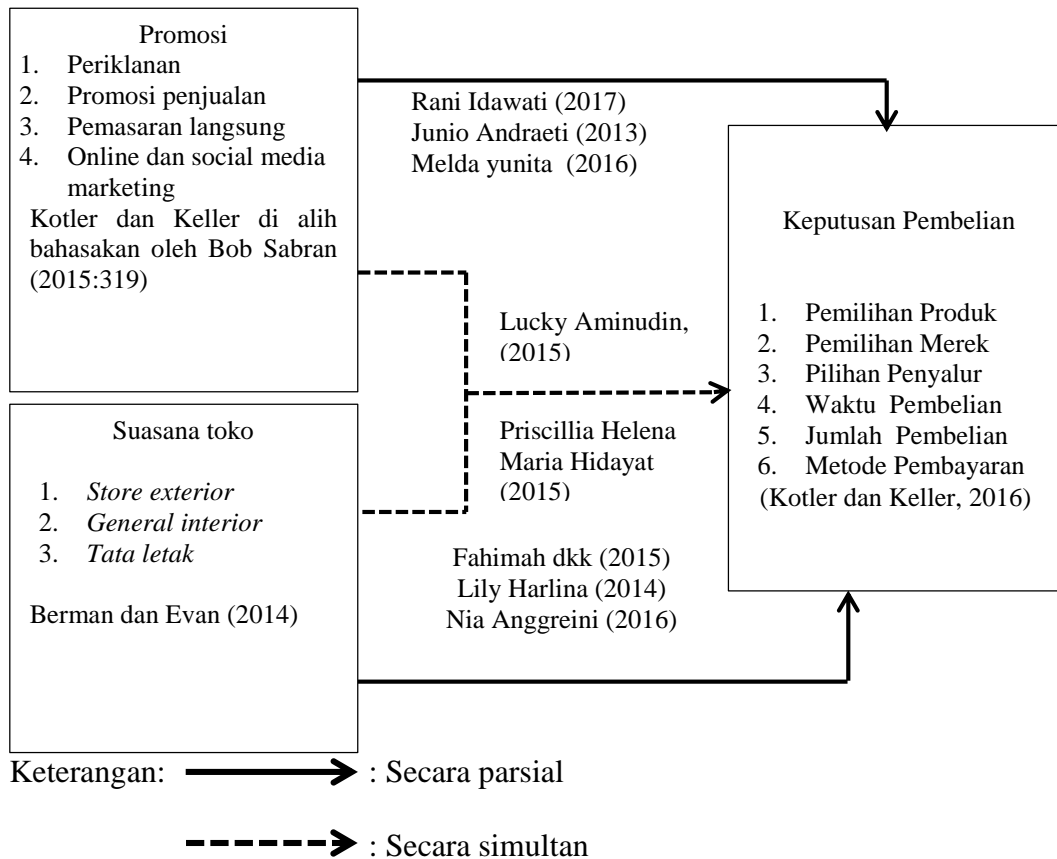 Promosi
1. Periklanan
2. Promosi penjualan
3. Pemasaran langsung
4. Online dan social media
marketing
Kotler dan Keller di alih
bahasakan oleh Bob Sabran
(2015:319)
Rani Idawati (2017)
Junio Andraeti (2013)
Melda yunita (2016)
Lucky Aminudin,
(2015)
Priscillia Helena
Maria Hidayat
(2015)
Suasana toko
1. Store exterior
2. General interior
3. Tata letak
Berman dan Evan (2014)
Fahimah dkk (2015)
Lily Harlina (2014)
Nia Anggreini (2016)
Keputusan Pembelian
1. Pemilihan Produk
2. Pemilihan Merek
3. Pilihan Penyalur
4. Waktu Pembelian
5. Jumlah Pembelian
6. Metode Pembayaran
(Kotler dan Keller, 2016)
Keterangan: : Secara parsial
: Secara simultan